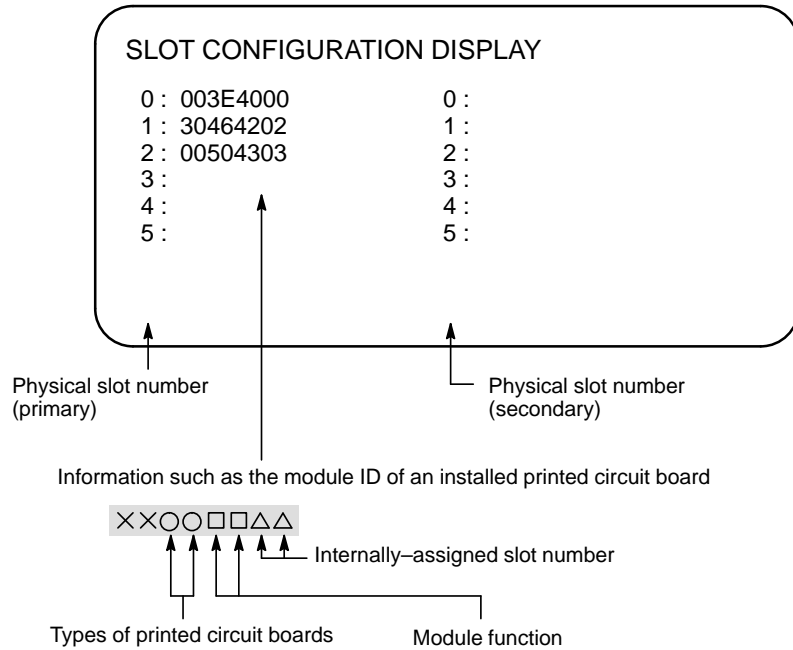 SLOT CONFIGURATION DISPLAY
0 : 003E4000 0 :
1 : 30464202 1 :
2 : 00504303 2 :
3 : 3 :
4 : 4 :
5 : 5 :
Physical slot number
(primary)
Physical slot number
(secondary)
Information such as the module ID of an installed printed circuit board
××○○□□△△
Internally–assigned slot number
Types of printed circuit boards
Module function